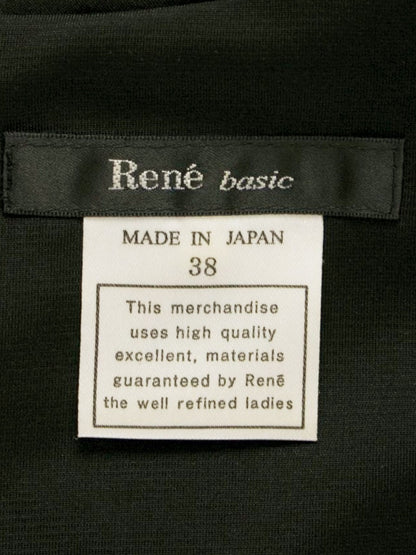 René basic
MADE IN JAPAN
38
This merchandise
uses high quality
excellent, materials
guaranteed by René
the well refined ladies